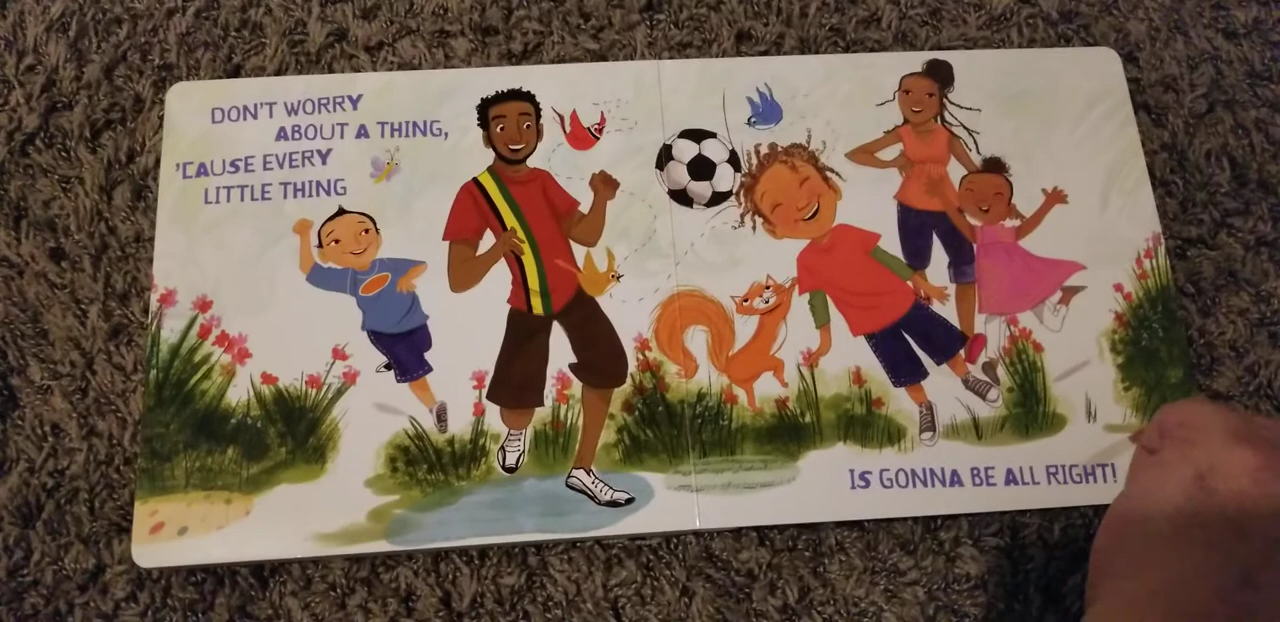 DON'T WORRY
ABOUT A THING,
'CAUSE EVERY
LITTLE THING
IS GONNA BE ALL RIGHT!